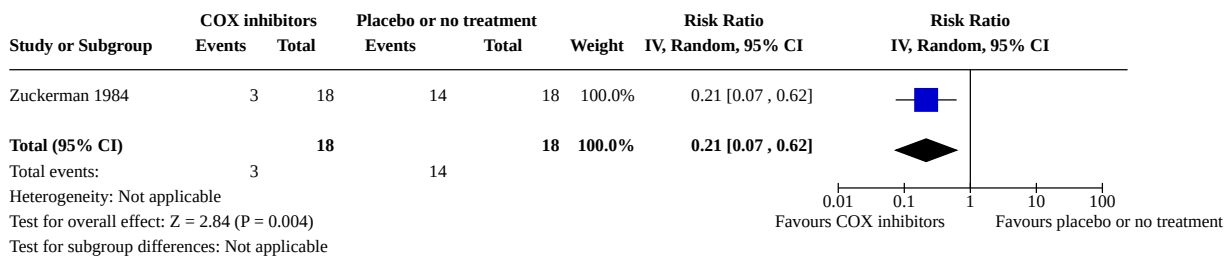 COX inhibitors Placebo or no treatment Risk Ratio Risk Ratio
Study or Subgroup Events Total Events Total Weight IV, Random, 95% CI IV, Random, 95% CI
Zuckerman 1984 3 18 14 18 100.0% 0.21 [0.07 , 0.62]
Total (95% CI) 18 18 100.0% 0.21 [0.07 , 0.62]
Total events: 3 14
Heterogeneity: Not applicable
0.01 0.1 1 10 100
Test for overall effect: Z = 2.84 (P = 0.004)
Favours COX inhibitors Favours placebo or no treatment
Test for subgroup differences: Not applicable